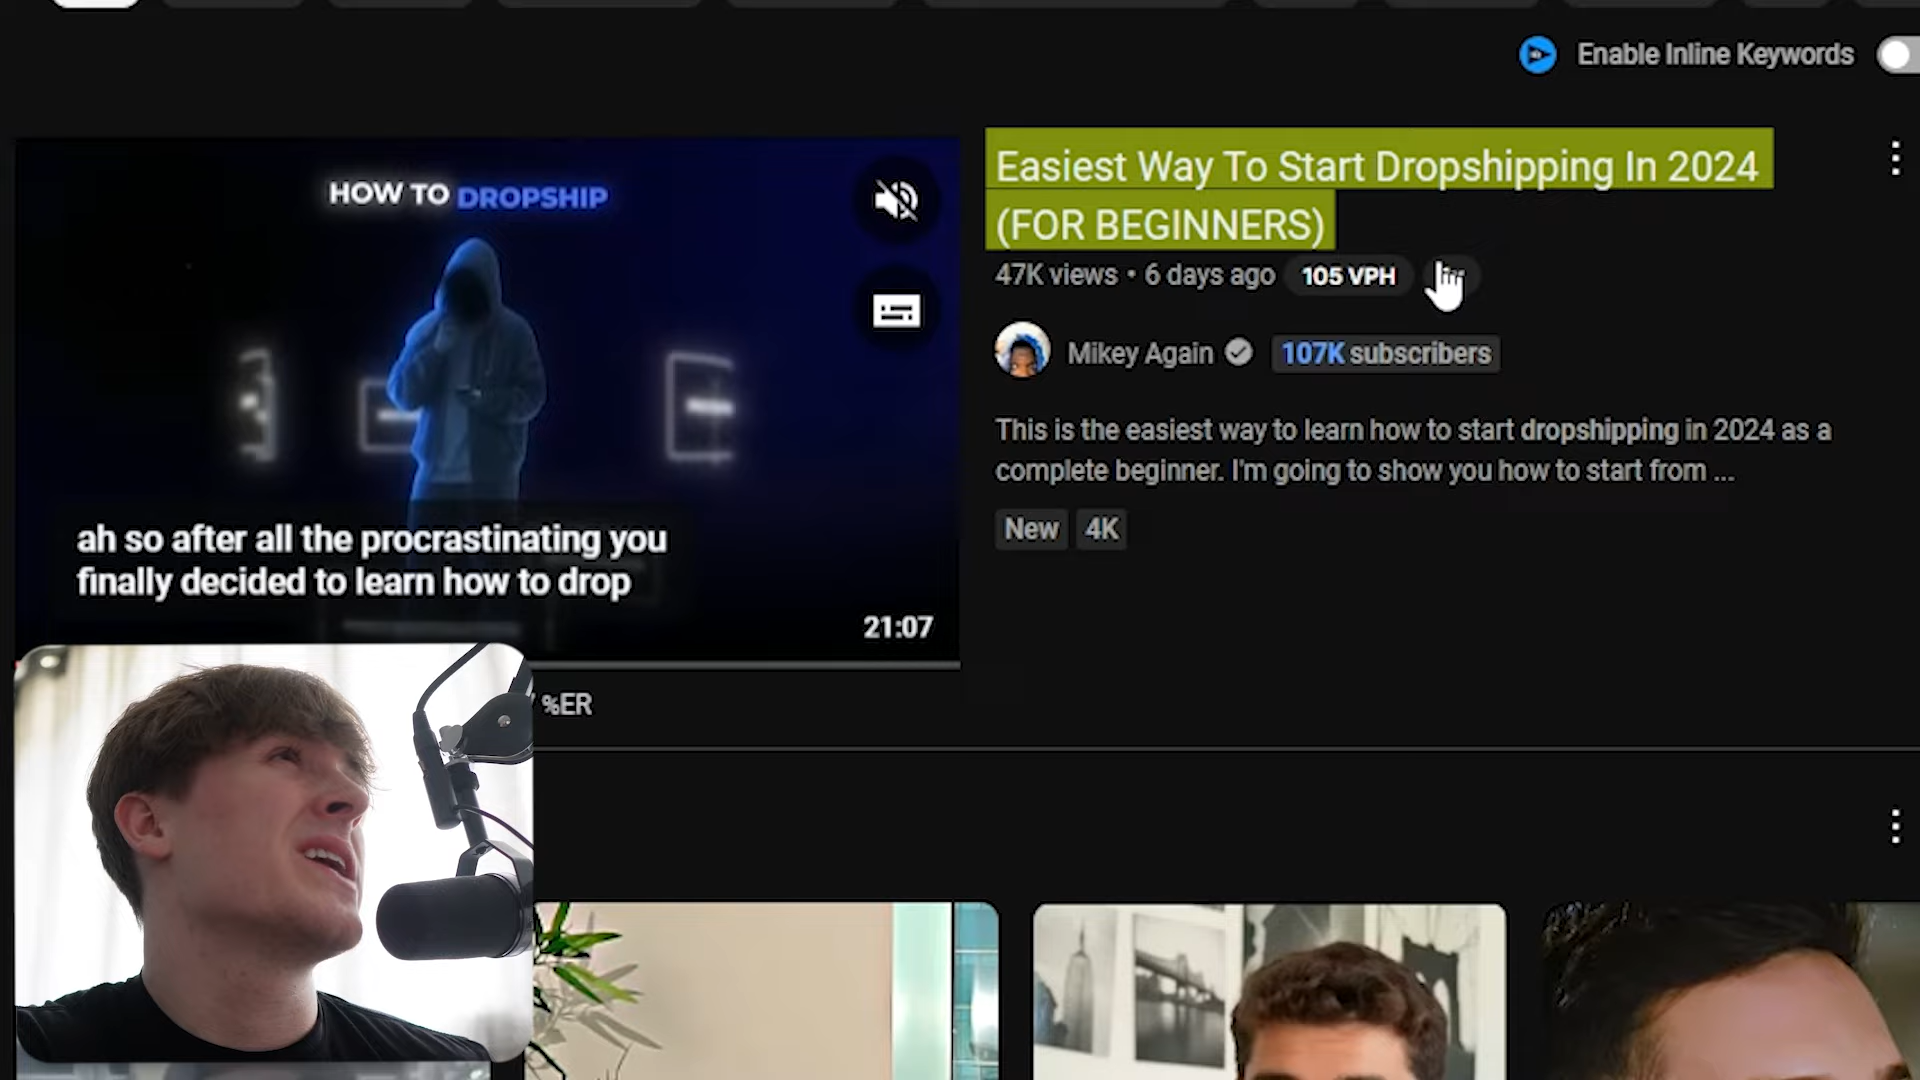 Enable Inline Keywords
HOW TO DROPSHIP
Easiest Way To Start Dropshipping In 2024
(FOR BEGINNERS)
47K views • 6 days ago 105 VPH
Mikey Again 107K subscribers
This is the easiest way to learn how to start dropshipping in 2024 as a
complete beginner. I'm going to show you how to start from ...
New 4K
ah so after all the procrastinating you
finally decided to learn how to drop
21:07
%ER